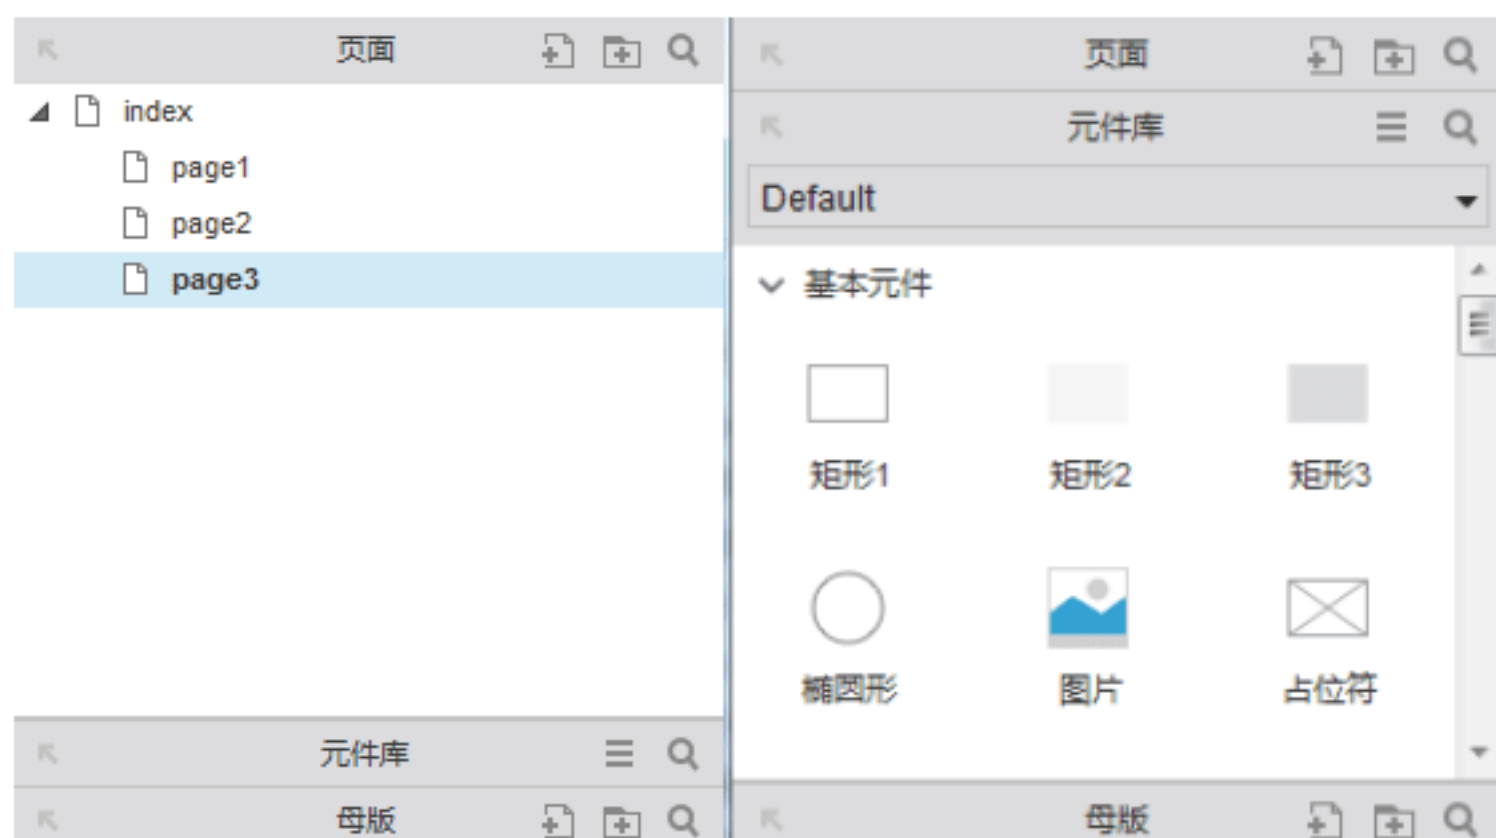 页面
index
page1
page2
page3
元件库
母版
页面
元件库
Default
基本元件
矩形1 矩形2 矩形3
椭圆形 图片 占位符
母版